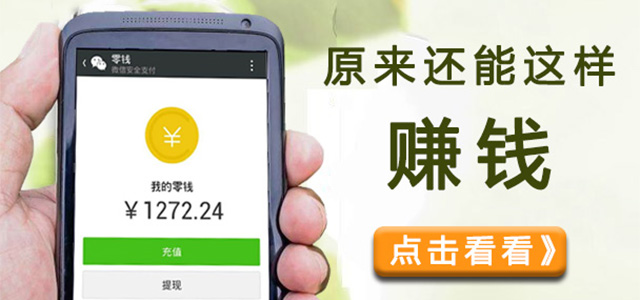 零钱
微信安全支付
我的零钱
￥1272.24
充值
提现
原来还能这样
赚钱
点击看看》